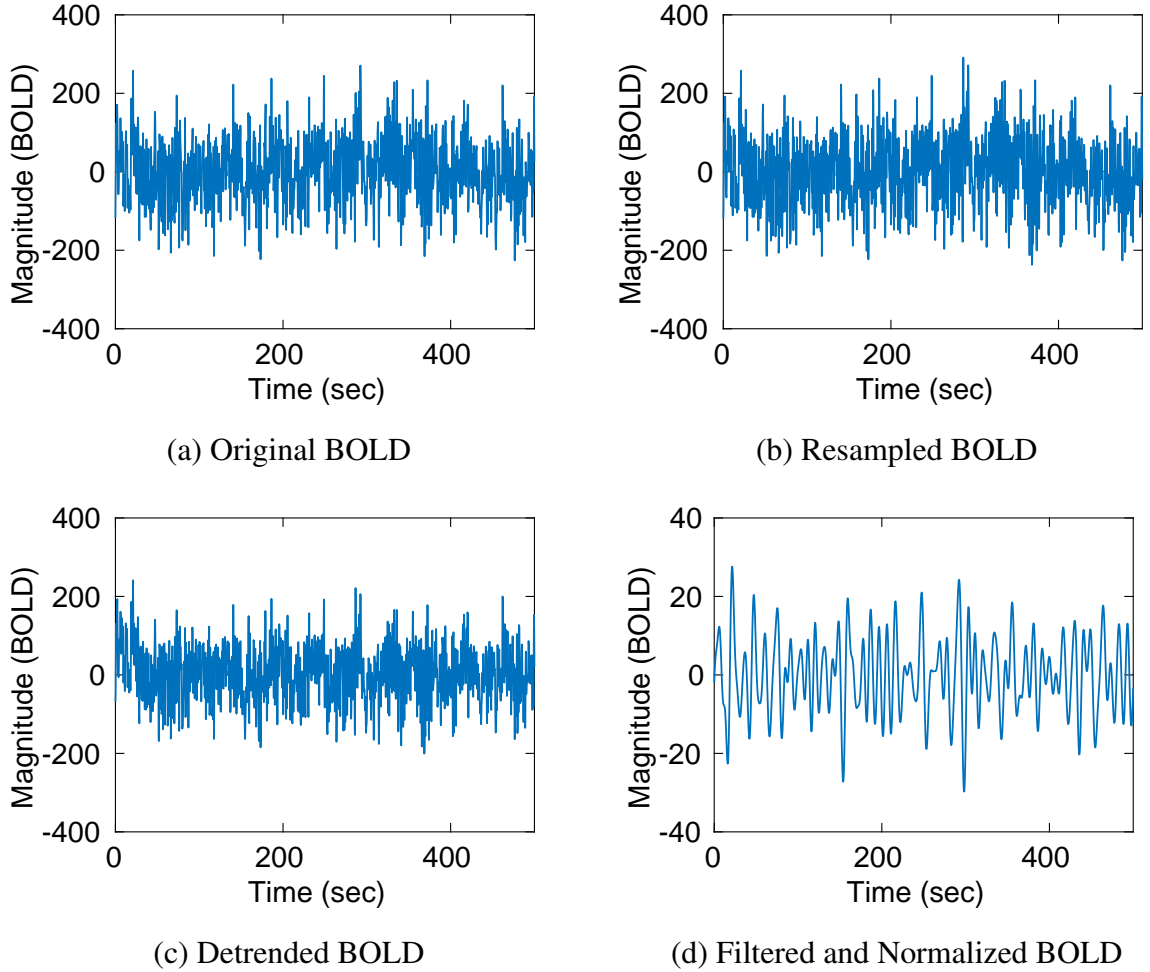 400
200
0
-200
-400
Magnitude (BOLD)
0 200 400
Time (sec)
(a) Original BOLD
400
200
0
-200
-400
Magnitude (BOLD)
0 200 400
Time (sec)
(b) Resampled BOLD
400
200
0
-200
-400
Magnitude (BOLD)
0 200 400
Time (sec)
(c) Detrended BOLD
40
20
0
-20
-40
Magnitude (BOLD)
0 200 400
Time (sec)
(d) Filtered and Normalized BOLD